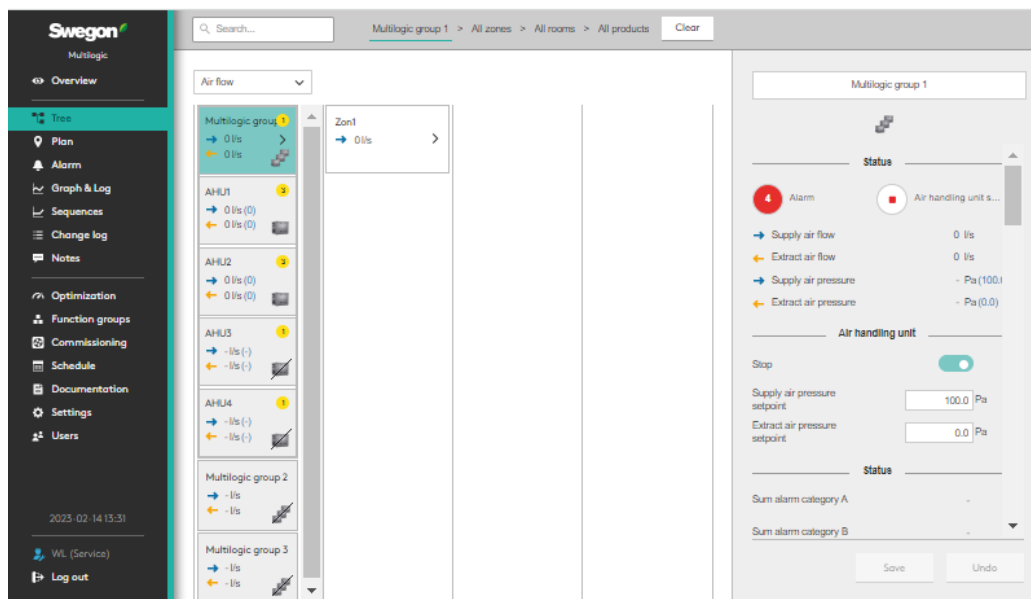 Swegon
Multilogic
Overview
Tree
Plan
Alarm
Graph & Log
Sequences
Change log
Notes
Optimization
Function groups
Commissioning
Schedule
Documentation
Settings
Users
2023-02-14 13:31
WL (Service)
Log out
Search...
Multilogic group 1 > All zones > All rooms > All products
Clear
Air flow
Multilogic group 1
0 l/s
0 l/s
AHU1 3
0 l/s (0)
0 l/s (0)
AHU2 3
0 l/s (0)
0 l/s (0)
AHU3 1
- l/s (-)
- l/s (-)
AHU4 1
- l/s (-)
- l/s (-)
Multilogic group 2
- l/s
- l/s
Multilogic group 3
- l/s
- l/s
Zon1
0 l/s
Multilogic group 1
Status
4 Alarm
Air handling unit s...
Supply air flow 0 l/s
Extract air flow 0 l/s
Supply air pressure - Pa (100.
Extract air pressure - Pa (0.0)
Air handling unit
Stop
Supply air pressure
setpoint 100.0 Pa
Extract air pressure
setpoint 0.0 Pa
Status
Sum alarm category A -
Sum alarm category B -
Save
Undo